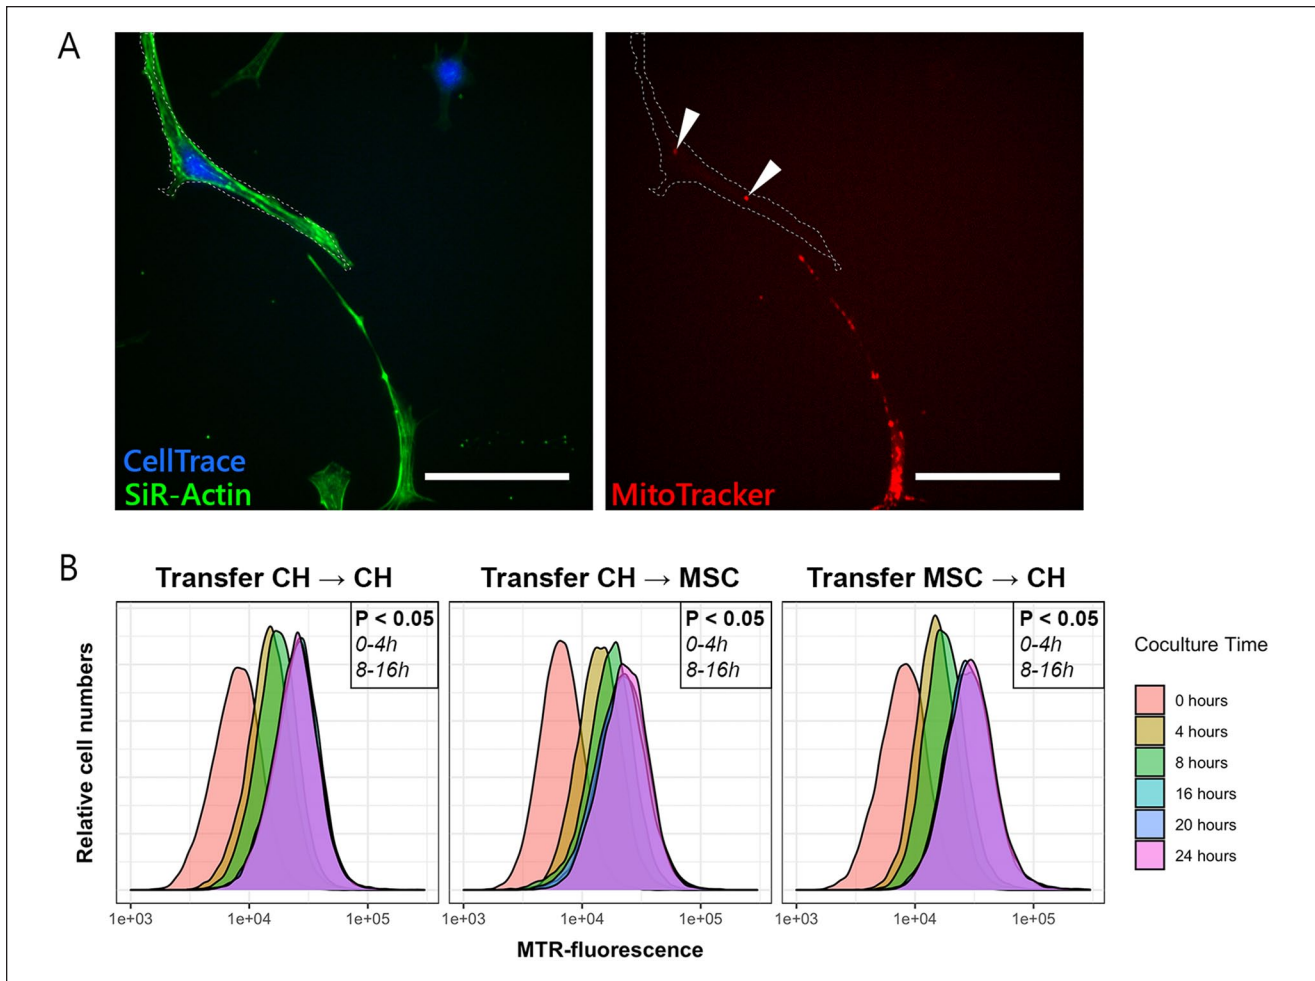 A
CellTrace
SiR-Actin
MitoTracker
B
Transfer CH → CH
Transfer CH → MSC
Transfer MSC → CH
P < 0.05
0-4h
8-16h
P < 0.05
0-4h
8-16h
P < 0.05
0-4h
8-16h
Relative cell numbers
1e+03 1e+04 1e+05
1e+03 1e+04 1e+05
1e+03 1e+04 1e+05
MTR-fluorescence
Coculture Time
0 hours
4 hours
8 hours
16 hours
20 hours
24 hours